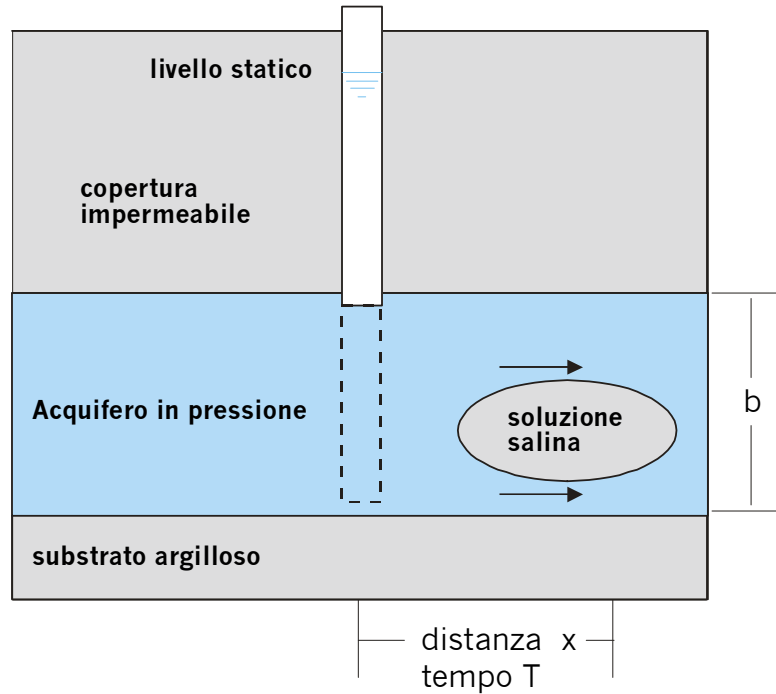 livello statico
copertura
impermeabile
Acquifero in pressione
soluzione
salina
b
substrato argilloso
distanza x
tempo T